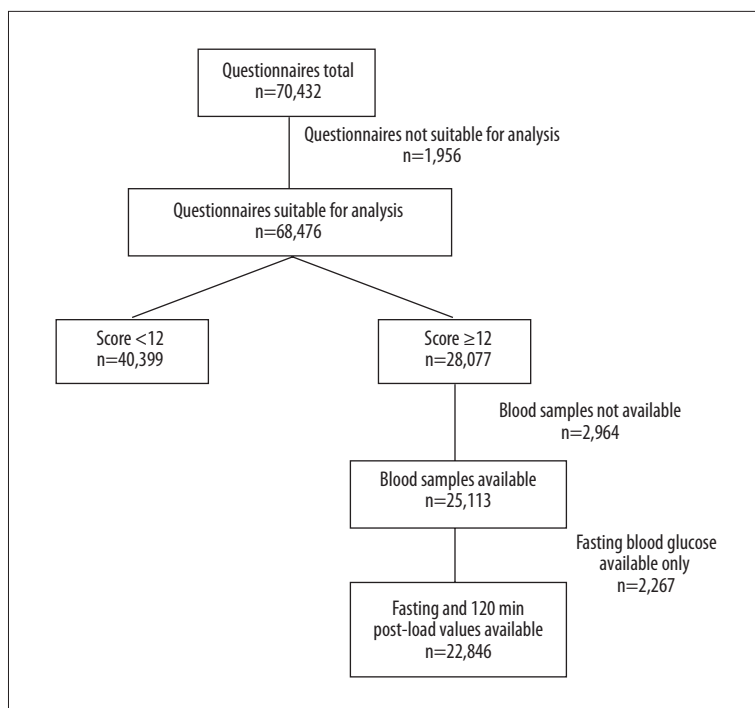 Questionnaires total
n=70,432
Questionnaires not suitable for analysis
n=1,956
Questionnaires suitable for analysis
n=68,476
Score <12
n=40,399
Score ≥12
n=28,077
Blood samples not available
n=2,964
Blood samples available
n=25,113
Fasting blood glucose
available only
n=2,267
Fasting and 120 min
post-load values available
n=22,846